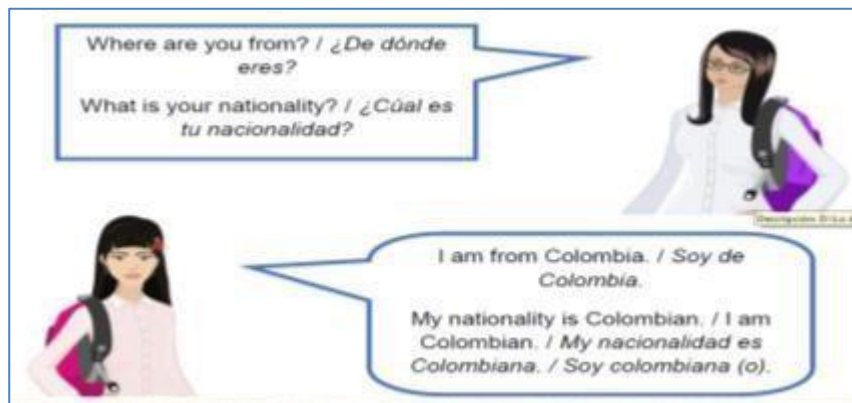 Where are you from? / ¿De dónde
eres?
What is your nationality? / ¿Cúal es
tu nacionalidad?
I am from Colombia. / Soy de
Colombia.
My nationality is Colombian. / I am
Colombian. / My nacionalidad es
Colombiana. / Soy colombiana (o).